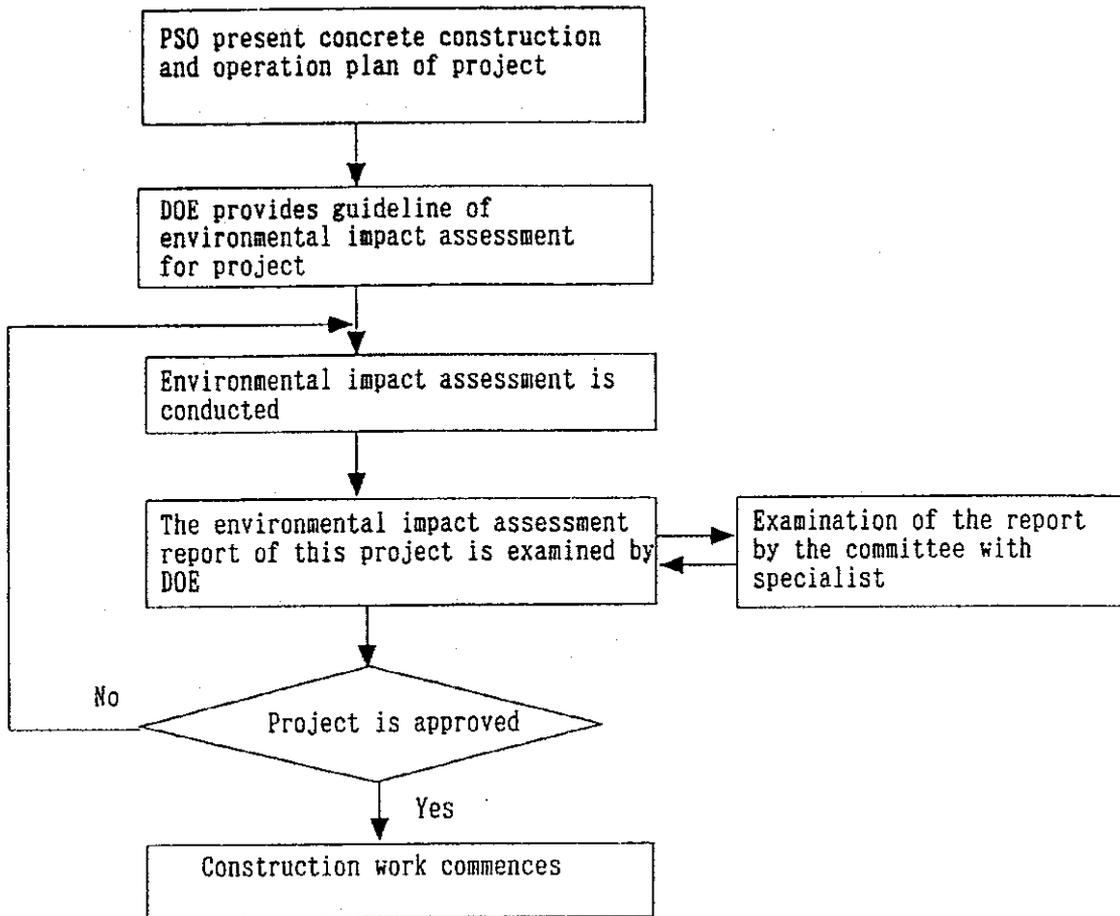 PSO present concrete construction
and operation plan of project
DOE provides guideline of
environmental impact assessment
for project
Environmental impact assessment is
conducted
The environmental impact assessment
report of this project is examined by
DOE
Examination of the report
by the committee with
specialist
No
Project is approved
Yes
Construction work commences